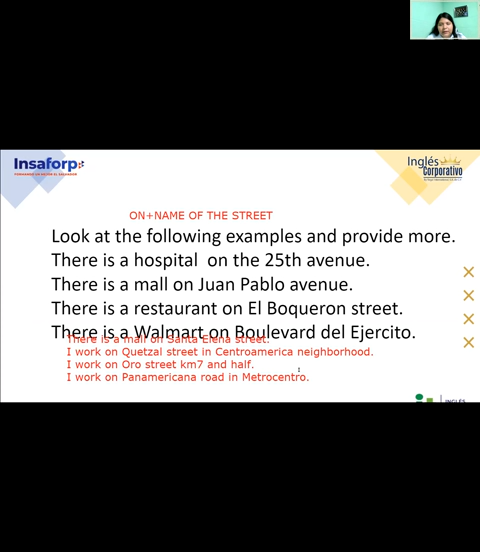 Insaforp
Inglés
Corporativo
ON+NAME OF THE STREET
Look at the following examples and provide more.
There is a hospital on the 25th avenue.
There is a mall on Juan Pablo avenue.
There is a restaurant on El Boqueron street.
There is a Walmart on Boulevard del Ejercito.
There is a mall on Santa Elena street.
I work on Quetzal street in Centroamerica neighborhood.
I work on Oro street km7 and half.
I work on Panamericana road in Metrocentro.
INGLÉS